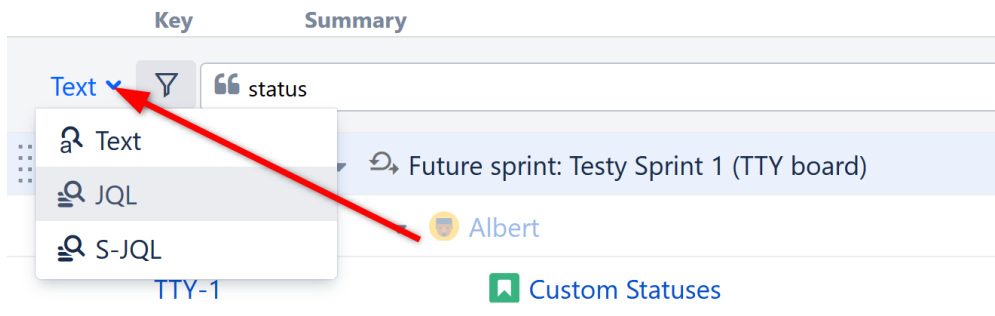 Key Summary
Text status
Text
JQL
S-JQL
Future sprint: Testy Sprint 1 (TTY board)
Albert
TTY-1 Custom Statuses